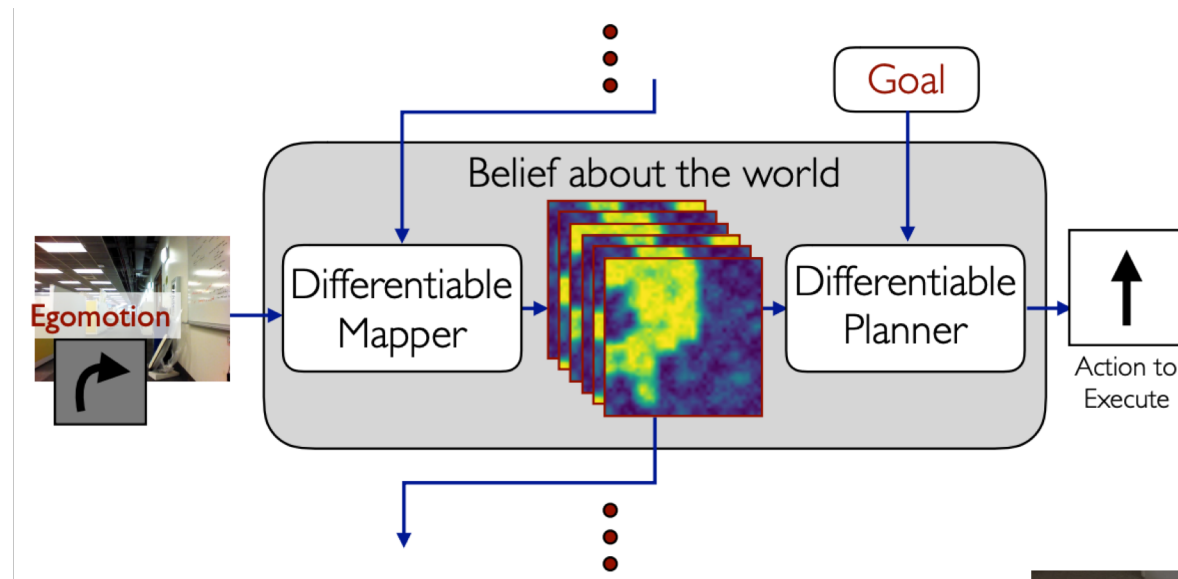 Goal
Belief about the world
Differentiable
Mapper
Differentiable
Planner
Egomotion
Action to
Execute